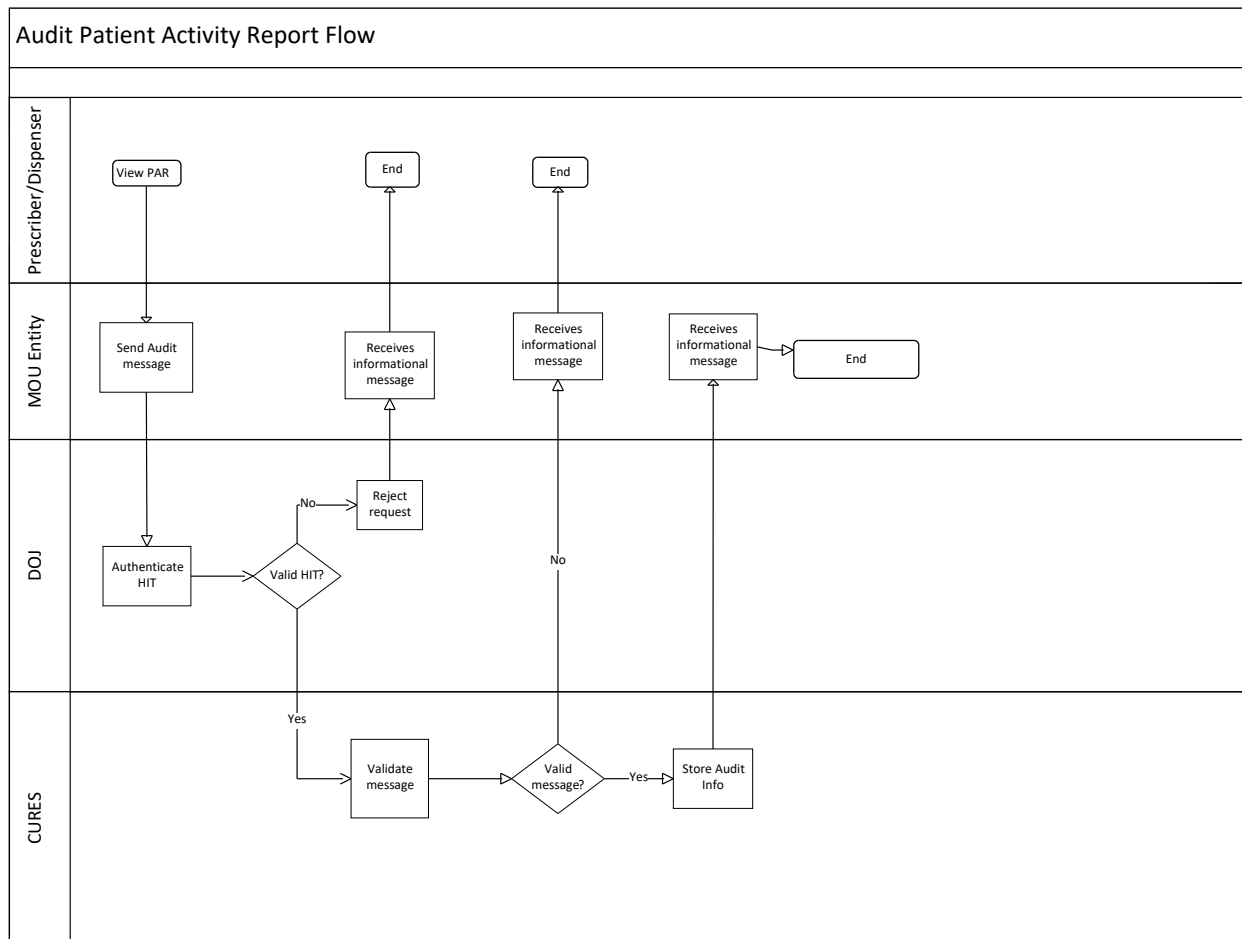 Audit Patient Activity Report Flow
Prescriber/Dispenser
View PAR
End
End
MOU Entity
Send Audit
message
Receives
informational
message
Receives
informational
message
Receives
informational
message
End
DOJ
Authenticate
HIT
Valid HIT?
No
Reject
request
No
CURES
Yes
Validate
message
Valid
message?
Yes
Store Audit
Info